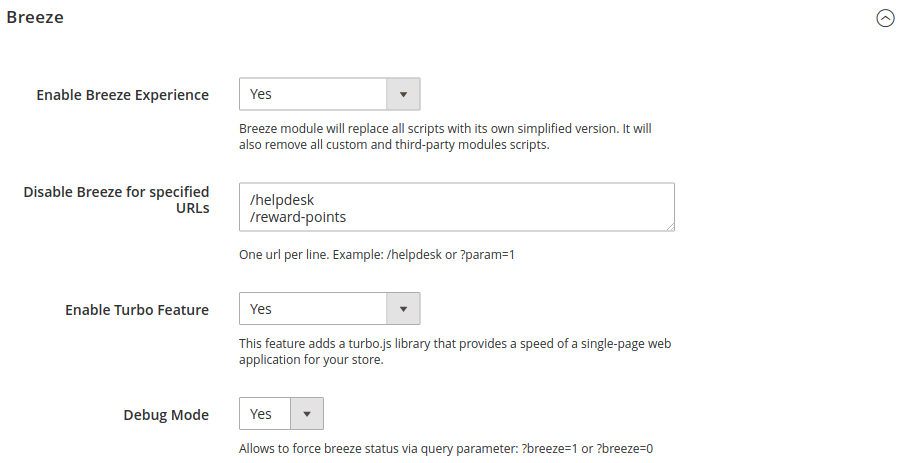 Breeze
Enable Breeze Experience
Yes
Breeze module will replace all scripts with its own simplified version. It will
also remove all custom and third-party modules scripts.
Disable Breeze for specified
URLs
/helpdesk
/reward-points
One url per line. Example: /helpdesk or ?param=1
Enable Turbo Feature
Yes
This feature adds a turbo.js library that provides a speed of a single-page web
application for your store.
Debug Mode
Yes
Allows to force breeze status via query parameter: ?breeze=1 or ?breeze=0